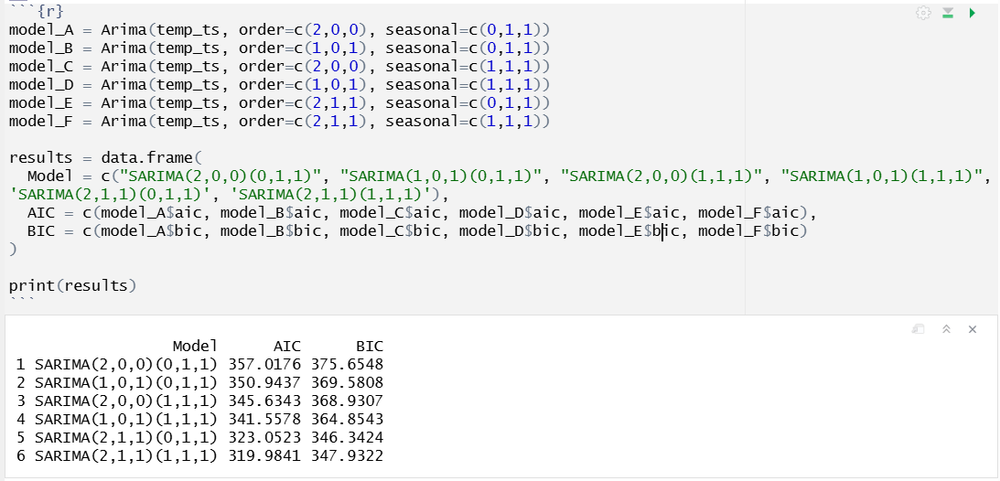 ```{r}
model_A = Arima(temp_ts, order=c(2,0,0), seasonal=c(0,1,1))
model_B = Arima(temp_ts, order=c(1,0,1), seasonal=c(0,1,1))
model_C = Arima(temp_ts, order=c(2,0,0), seasonal=c(1,1,1))
model_D = Arima(temp_ts, order=c(1,0,1), seasonal=c(1,1,1))
model_E = Arima(temp_ts, order=c(2,1,1), seasonal=c(0,1,1))
model_F = Arima(temp_ts, order=c(2,1,1), seasonal=c(1,1,1))
results = data.frame(
  Model = c("SARIMA(2,0,0)(0,1,1)", "SARIMA(1,0,1)(0,1,1)", "SARIMA(2,0,0)(1,1,1)", "SARIMA(1,0,1)(1,1,1)",
'SARIMA(2,1,1)(0,1,1)', 'SARIMA(2,1,1)(1,1,1)'),
  AIC = c(model_A$aic, model_B$aic, model_C$aic, model_D$aic, model_E$aic, model_F$aic),
  BIC = c(model_A$bic, model_B$bic, model_C$bic, model_D$bic, model_E$bic, model_F$bic)
)
print(results)
```
Model AIC BIC
1 SARIMA(2,0,0)(0,1,1) 357.0176 375.6548
2 SARIMA(1,0,1)(0,1,1) 350.9437 369.5808
3 SARIMA(2,0,0)(1,1,1) 345.6343 368.9307
4 SARIMA(1,0,1)(1,1,1) 341.5578 364.8543
5 SARIMA(2,1,1)(0,1,1) 323.0523 346.3424
6 SARIMA(2,1,1)(1,1,1) 319.9841 347.9322